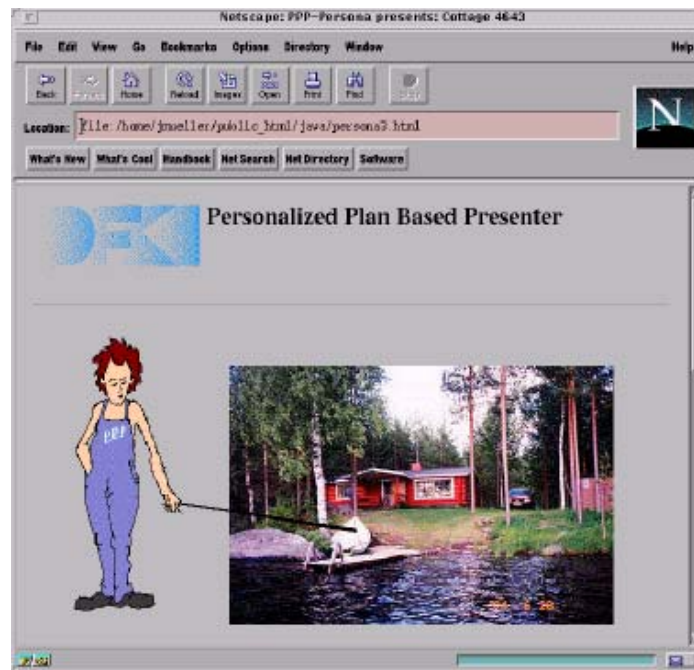 Netscape: PPP-Persona presents: Cottage 4643
File Edit View Go Bookmarks Options Directory Window Help
Back Forward Home Reload Images Open Print Find Stop
Location: file:/home/jmueller/public_html/java/persona3.html
N
What's New What's Cool Handbook Net Search Net Directory Software
DFKI Personalized Plan Based Presenter
PPP